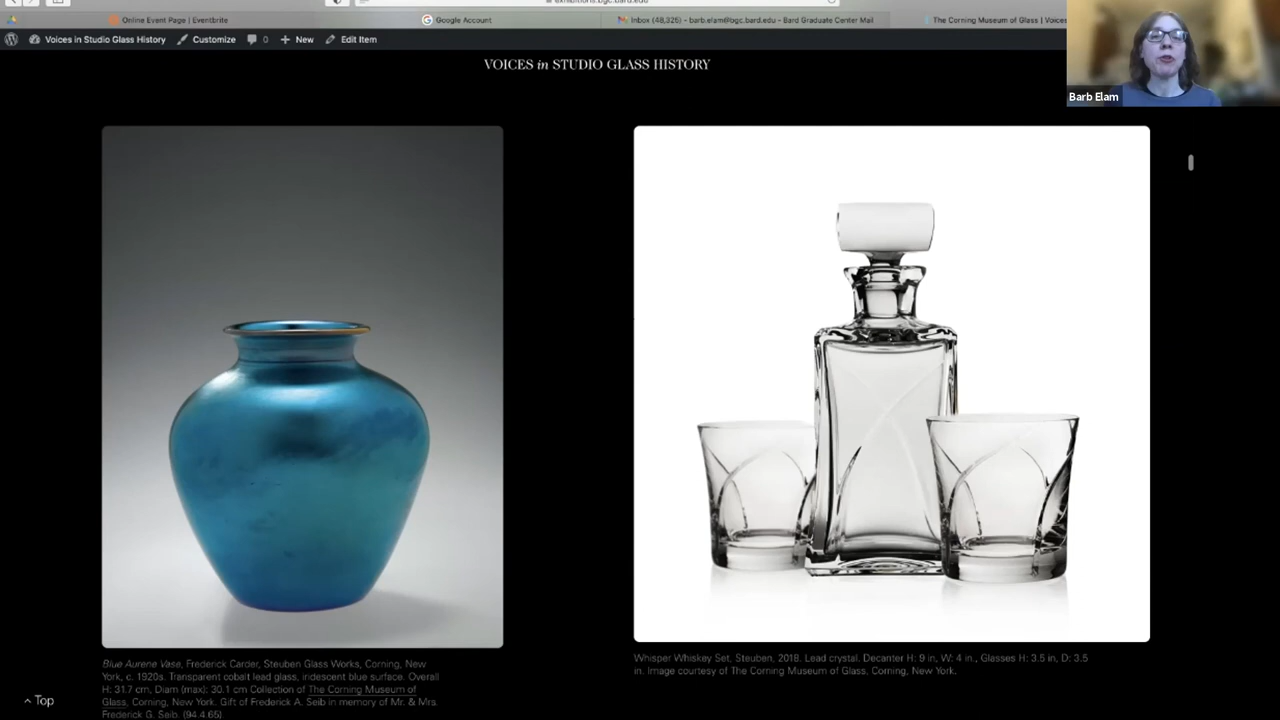 exhibitions.bgc.bard.edu
Online Event Page | Eventbrite
Google Account
Inbox (48,325) – barb.elam@bgc.bard.edu - Bard Graduate Center Mail
The Corning Museum of Glass | Voices
Voices in Studio Glass History
Customize
0
New
Edit Item
Barb Elam
VOICES in STUDIO GLASS HISTORY
Blue Aurene Vase, Frederick Carder, Steuben Glass Works, Corning, New
York, c. 1920s. Transparent cobalt lead glass, iridescent blue surface. Overall
H: 31.7 cm, Diam (max): 30.1 cm Collection of The Corning Museum of
Glass, Corning, New York. Gift of Frederick A. Seib in memory of Mr. & Mrs.
Frederick G. Seib. (94.4.65)
Whisper Whiskey Set, Steuben, 2018. Lead crystal. Decanter H: 9 in, W: 4 in., Glasses H: 3.5 in, D: 3.5
in. Image courtesy of The Corning Museum of Glass, Corning, New York.
Top